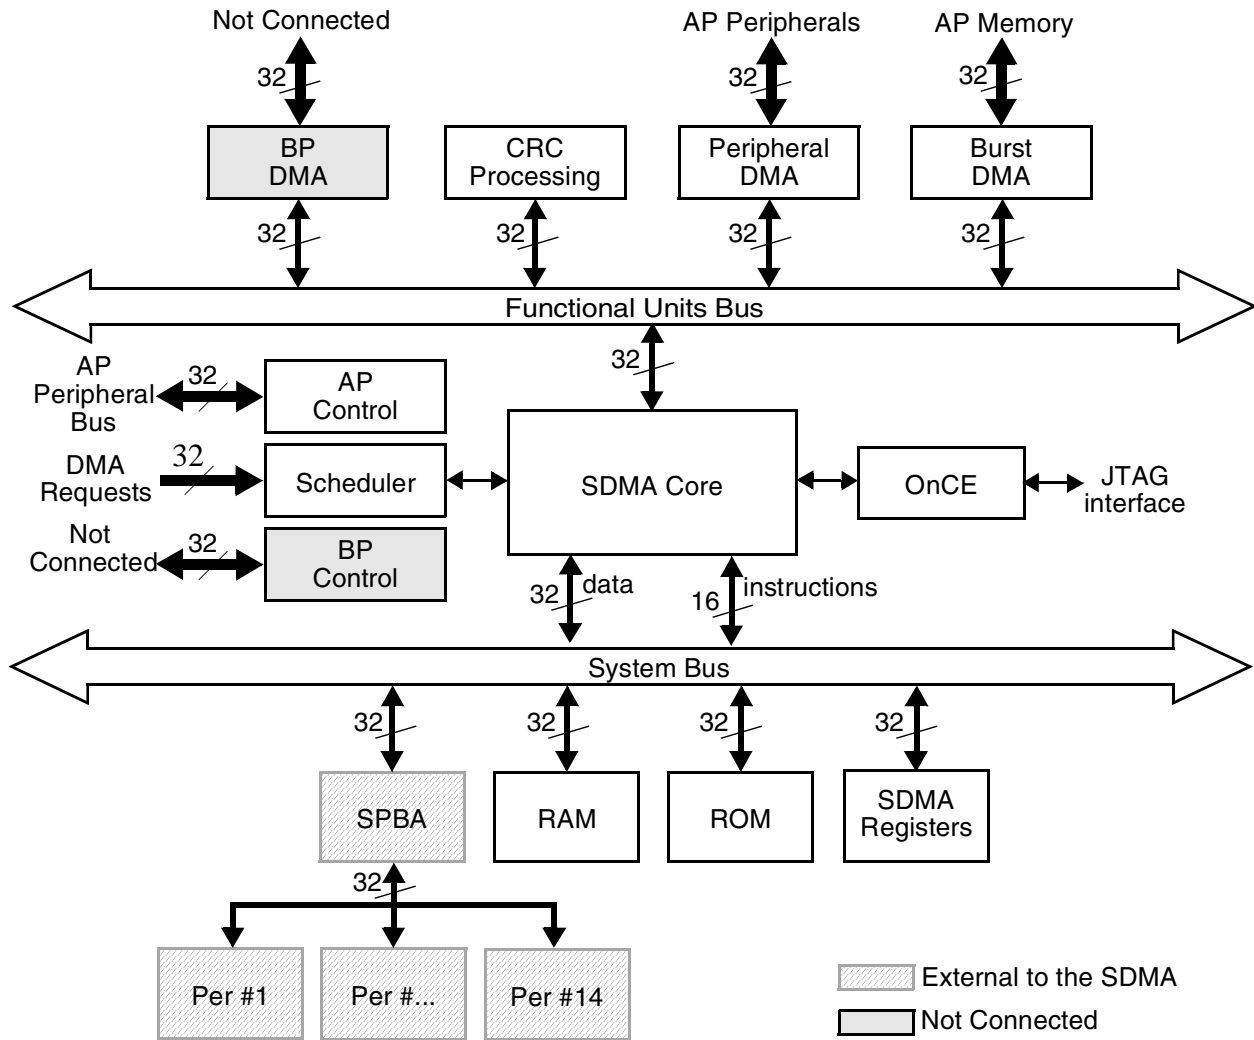 Not Connected
AP Peripherals
AP Memory
32
32
32
BP
DMA
CRC
Processing
Peripheral
DMA
Burst
DMA
32
32
32
32
Functional Units Bus
32
AP
Peripheral
Bus
32
AP
Control
DMA
Requests
32
Scheduler
SDMA Core
OnCE
JTAG
interface
Not
Connected
32
BP
Control
32
data
16
instructions
System Bus
32
32
32
32
SPBA
RAM
ROM
SDMA
Registers
32
Per #1
Per #...
Per #14
External to the SDMA
Not Connected